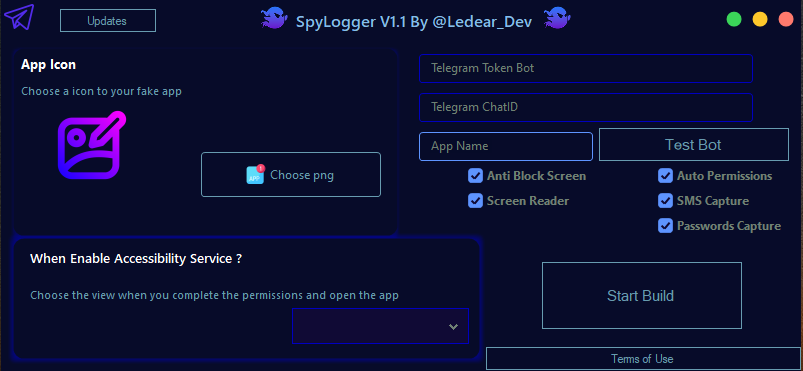 Updates
SpyLogger V1.1 By @Ledear_Dev
App Icon
Choose a icon to your fake app
APP
1
Choose png
Telegram Token Bot
Telegram ChatID
App Name
Test Bot
Anti Block Screen
Auto Permissions
Screen Reader
SMS Capture
Passwords Capture
When Enable Accessibility Service ?
Choose the view when you complete the permissions and open the app
Start Build
Terms of Use